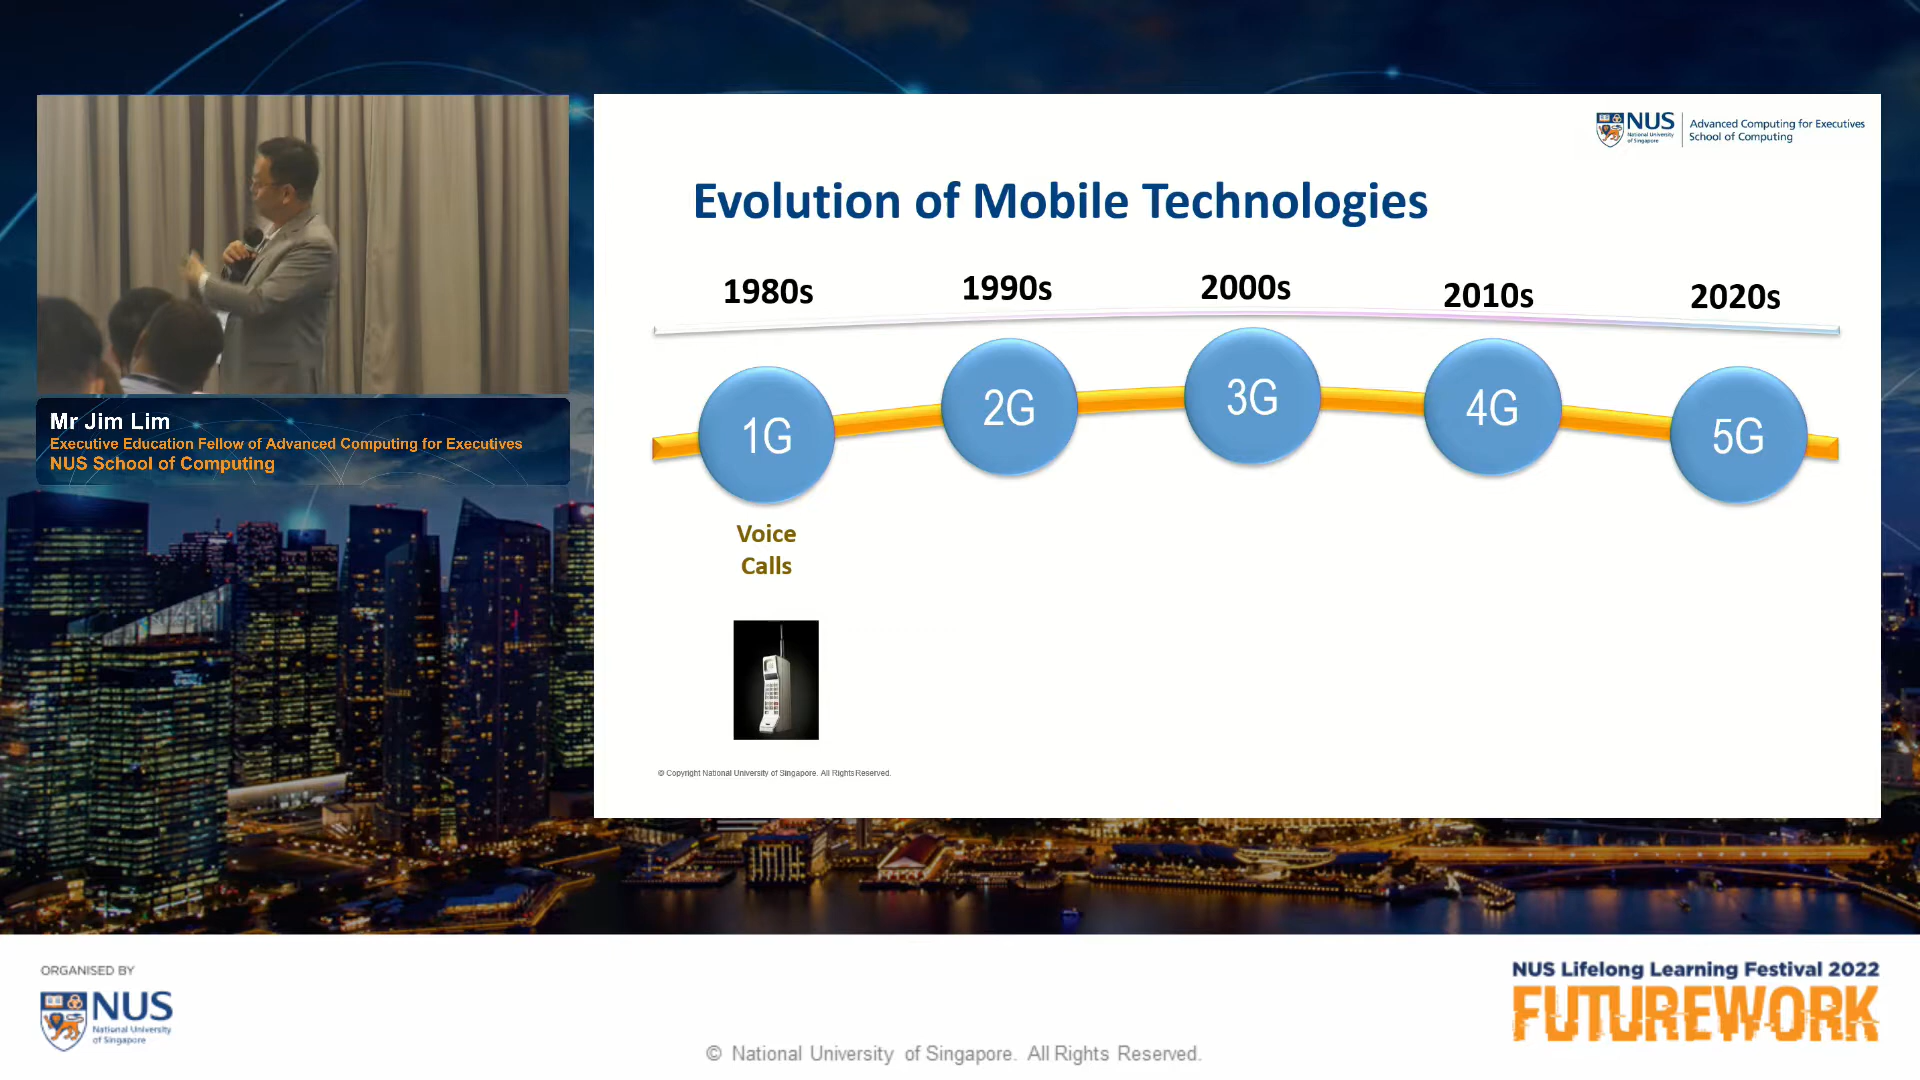 NUS
National University
of Singapore
Advanced Computing for Executives
School of Computing
Evolution of Mobile Technologies
1980s
1990s
2000s
2010s
2020s
1G
2G
3G
4G
5G
Voice
Calls
© Copyright National University of Singapore. All Rights Reserved.
Mr Jim Lim
Executive Education Fellow of Advanced Computing for Executives
NUS School of Computing
ORGANISED BY
NUS
National University
of Singapore
© National University of Singapore. All Rights Reserved.
NUS Lifelong Learning Festival 2022
FUTUREWORK